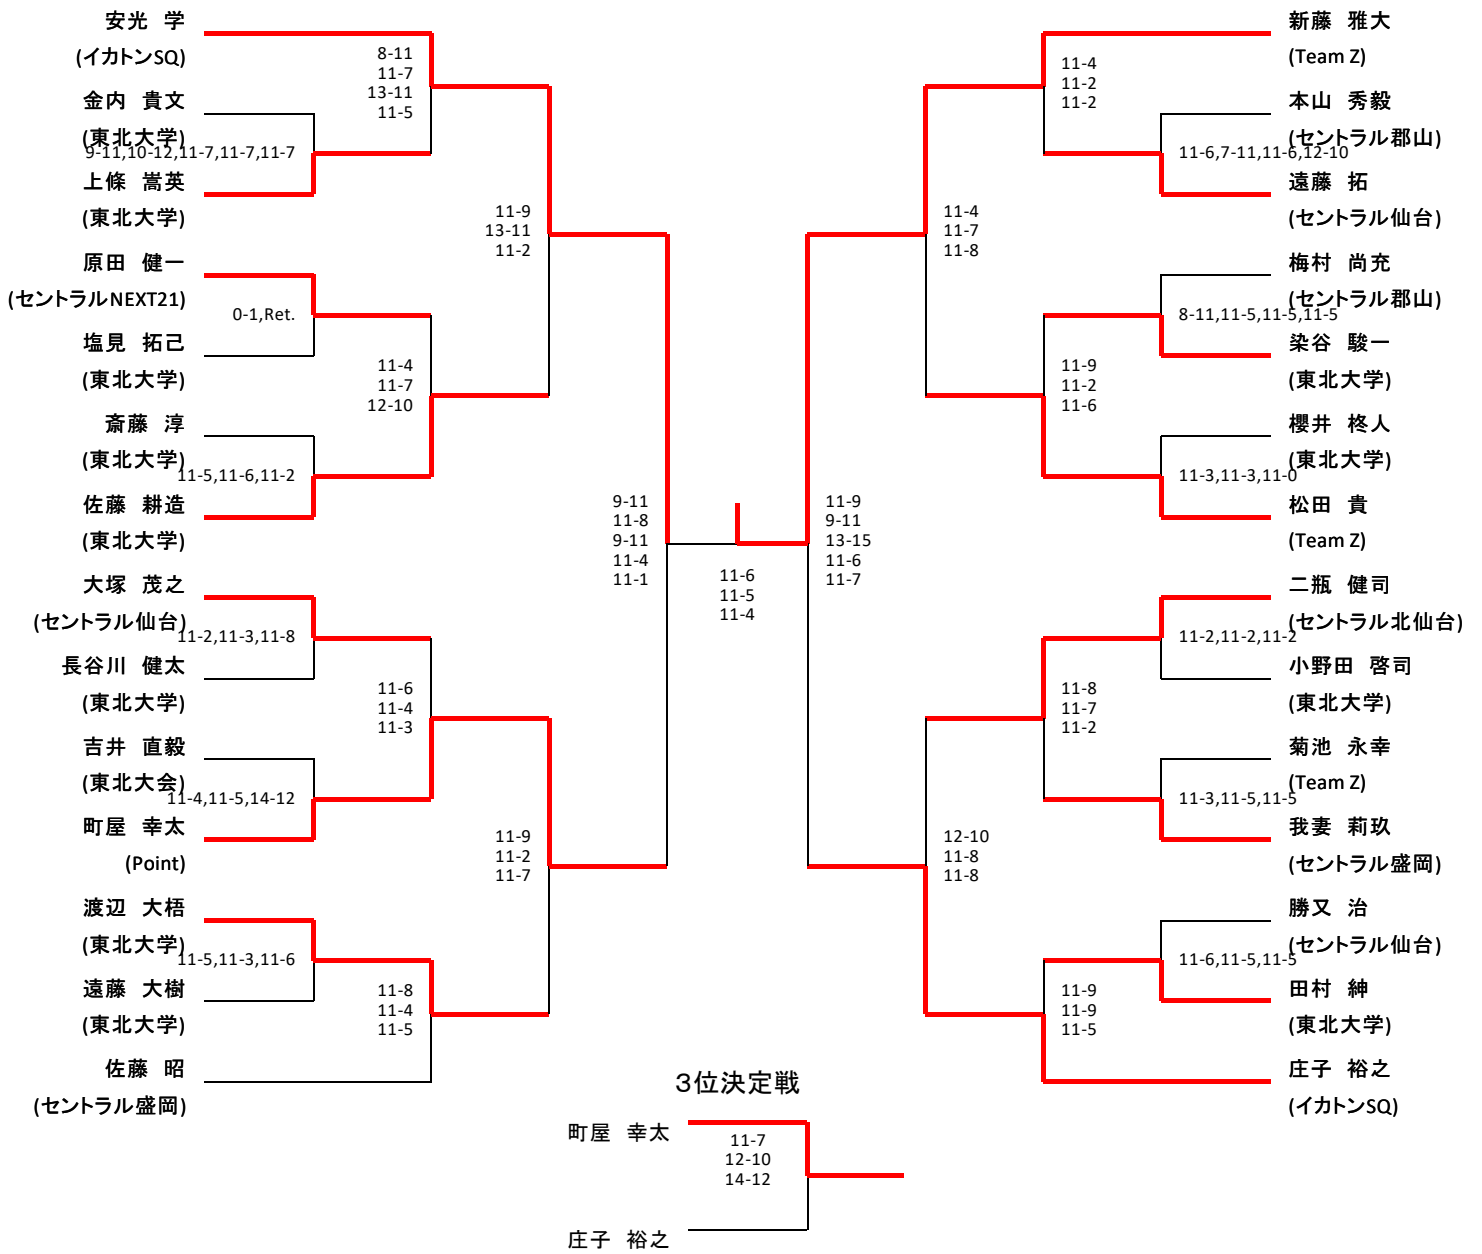 安光 学
(イカトンSQ)
金内 貴文
(東北大学)
9-11,10-12,11-7,11-7,11-7
上條 嵩英
(東北大学)
原田 健一
(セントラルNEXT21)
0-1,Ret.
塩見 拓己
(東北大学)
斎藤 淳
(東北大学)
11-5,11-6,11-2
佐藤 耕造
(東北大学)
大塚 茂之
(セントラル仙台)
11-2,11-3,11-8
長谷川 健太
(東北大学)
吉井 直毅
(東北大会)
11-4,11-5,14-12
町屋 幸太
(Point)
渡辺 大梧
(東北大学)
11-5,11-3,11-6
遠藤 大樹
(東北大学)
佐藤 昭
(セントラル盛岡)
8-11
11-7
13-11
11-5
11-4
11-7
12-10
11-6
11-4
11-3
11-8
11-4
11-5
11-9
13-11
11-2
11-9
11-2
11-7
9-11
11-8
9-11
11-4
11-1
11-6
11-5
11-4
11-9
9-11
13-15
11-6
11-7
11-4
11-7
11-8
12-10
11-8
11-8
11-4
11-2
11-2
11-9
11-2
11-6
11-8
11-7
11-2
11-9
11-9
11-5
新藤 雅大
(Team Z)
本山 秀毅
(セントラル郡山)
11-6,7-11,11-6,12-10
遠藤 拓
(セントラル仙台)
梅村 尚充
(セントラル郡山)
8-11,11-5,11-5,11-5
染谷 駿一
(東北大学)
櫻井 柊人
(東北大学)
11-3,11-3,11-0
松田 貴
(Team Z)
二瓶 健司
(セントラル北仙台)
11-2,11-2,11-2
小野田 啓司
(東北大学)
菊池 永幸
(Team Z)
11-3,11-5,11-5
我妻 莉玖
(セントラル盛岡)
勝又 治
(セントラル仙台)
11-6,11-5,11-5
田村 紳
(東北大学)
庄子 裕之
(イカトンSQ)
3位決定戦
町屋 幸太
11-7
12-10
14-12
庄子 裕之